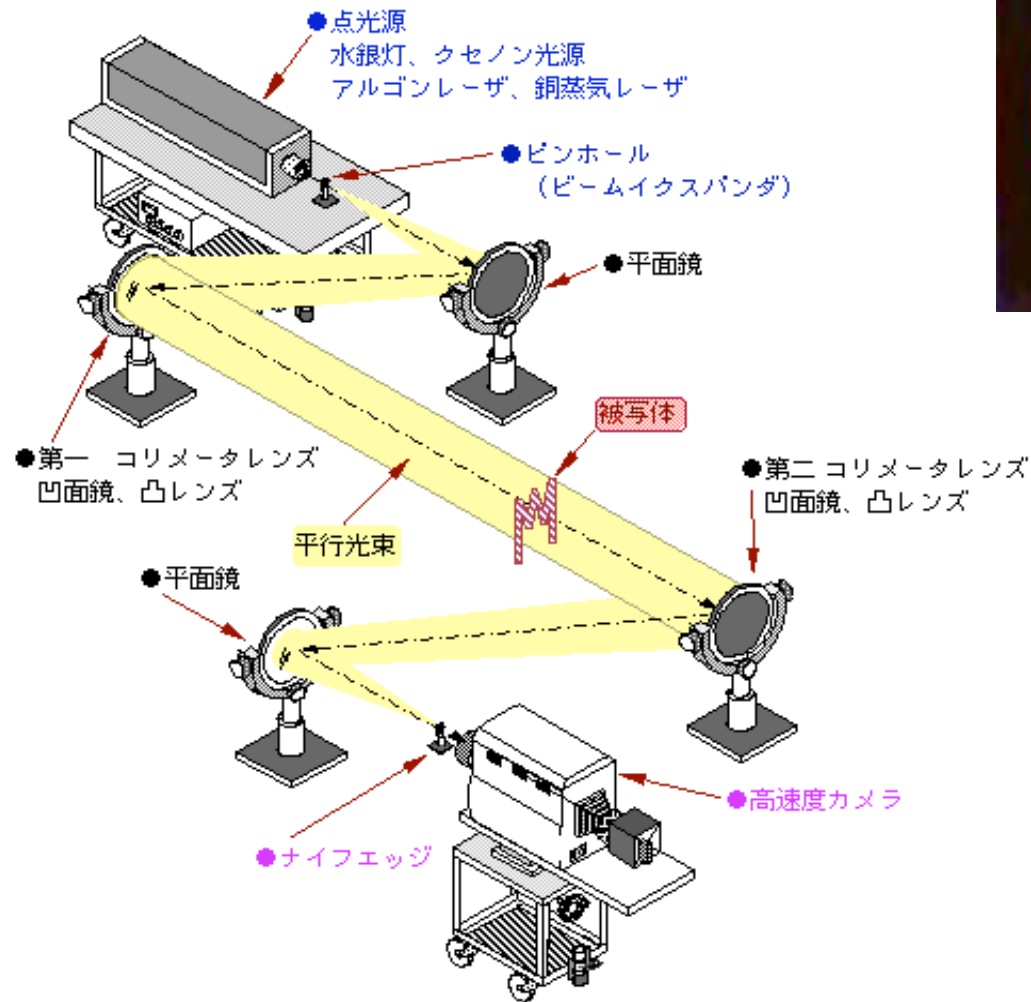 ●点光源
水銀灯、クセノン光源
アルゴンレーザ、銅蒸気レーザ
●ピンホール
（ビームイクスパンダ）
●平面鏡
被写体
●第一　コリメータレンズ
凹面鏡、凸レンズ
●第二 コリメータレンズ
凹面鏡、凸レンズ
平行光束
●平面鏡
●高速度カメラ
●ナイフエッジ